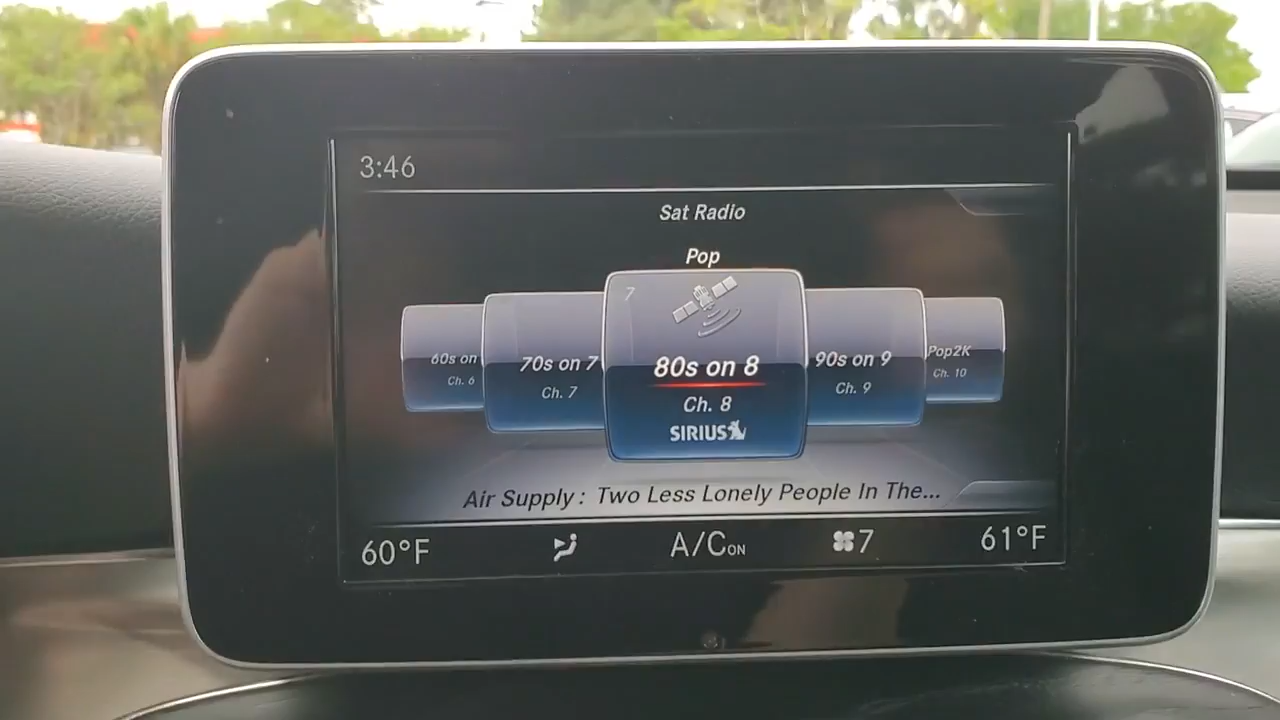 3:46
Sat Radio
Pop
7
60s on
Ch. 6
70s on 7
Ch. 7
80s on 8
Ch. 8
SIRIUS
90s on 9
Ch. 9
Pop2K
Ch. 10
Air Supply : Two Less Lonely People In The...
60°F
A/C ON
7
61°F